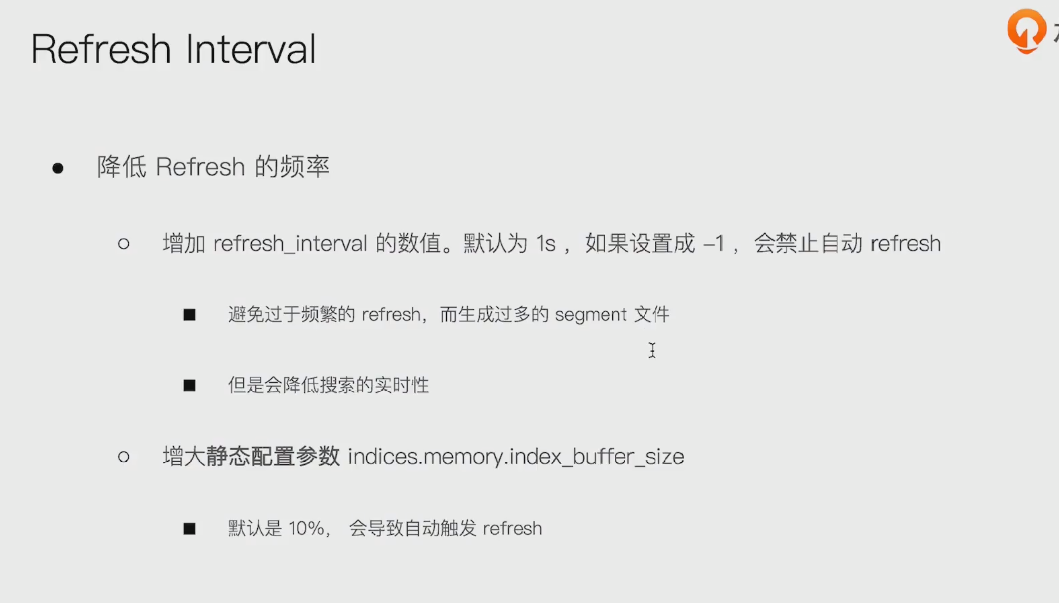 Refresh Interval
降低 Refresh 的频率
增加 refresh_interval 的数值。默认为 1s ，如果设置成 –1 ，会禁止自动 refresh
避免过于频繁的 refresh，而生成过多的 segment 文件
但是会降低搜索的实时性
增大静态配置参数 indices.memory.index_buffer_size
默认是 10%， 会导致自动触发 refresh